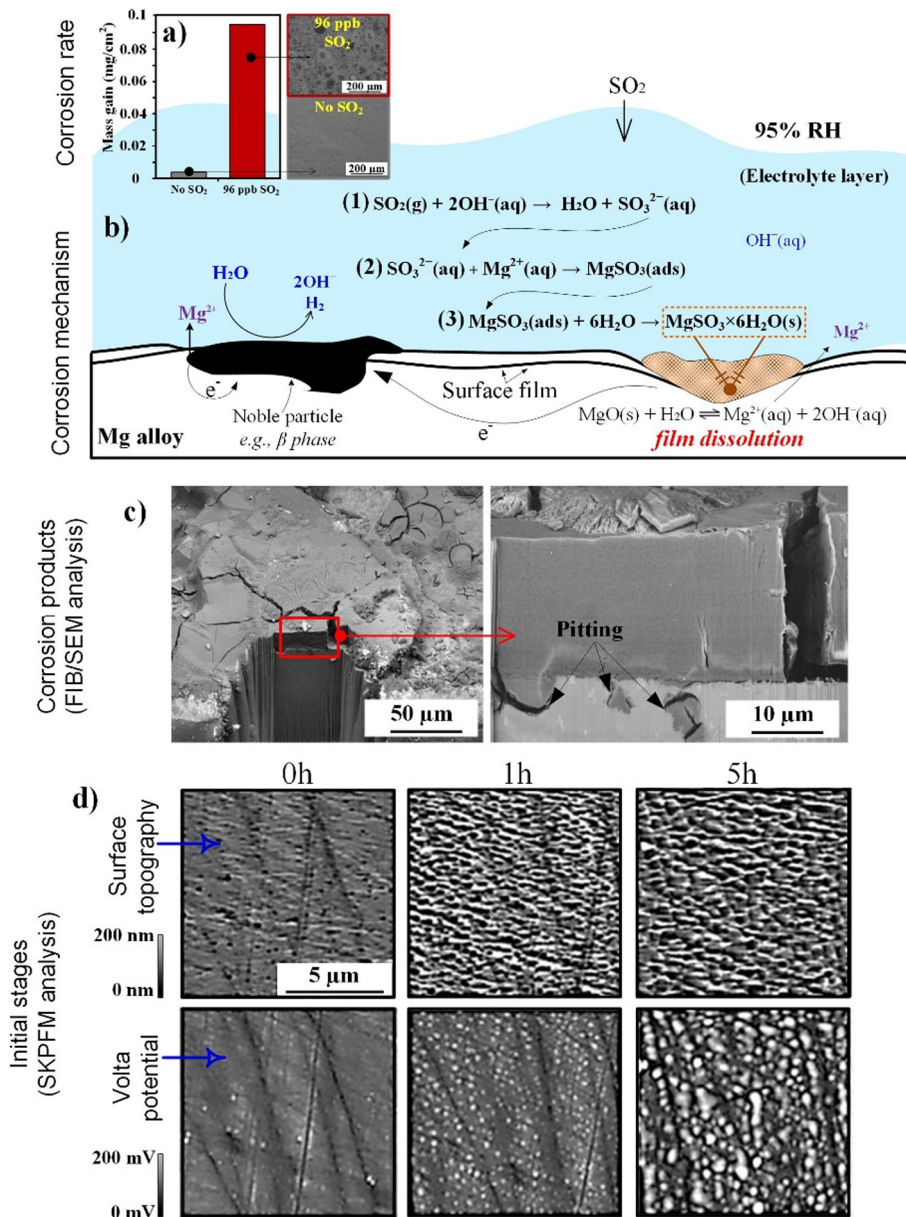 Corrosion rate
a)
Mass gain (mg/cm²)
0.1
0.08
0.06
0.04
0.02
0
No SO₂
96 ppb SO₂
96 ppb
SO₂
200 µm
No SO₂
200 µm
SO₂
95% RH
(Electrolyte layer)
Corrosion mechanism
b)
(1) SO₂(g) + 2OH⁻(aq) → H₂O + SO₃²⁻(aq)
OH⁻(aq)
(2) SO₃²⁻(aq) + Mg²⁺(aq) → MgSO₃(ads)
(3) MgSO₃(ads) + 6H₂O → MgSO₃×6H₂O(s)
H₂O
2OH⁻
H₂
Mg²⁺
Mg²⁺
e⁻
Noble particle
e.g., β phase
Surface film
e⁻
MgO(s) + H₂O ⇌ Mg²⁺(aq) + 2OH⁻(aq)
film dissolution
Mg alloy
Corrosion products
(FIB/SEM analysis)
c)
50 µm
Pitting
10 µm
Initial stages
(SKPFM analysis)
d)
0h
1h
5h
Surface
topography
200 nm
0 nm
5 µm
Volta
potential
200 mV
0 mV